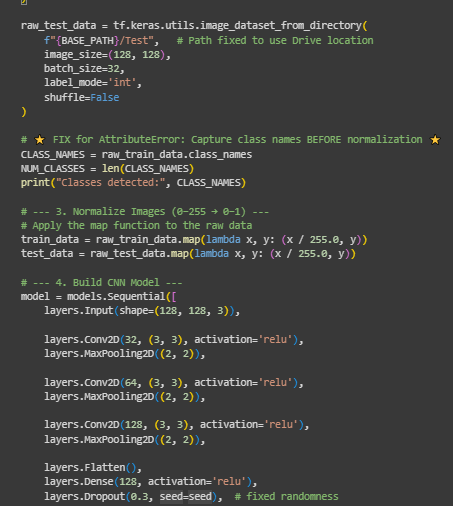 )
raw_test_data = tf.keras.utils.image_dataset_from_directory(
    f"{BASE_PATH}/Test",   # Path fixed to use Drive location
    image_size=(128, 128),
    batch_size=32,
    label_mode='int',
    shuffle=False
)
# ⭐ FIX for AttributeError: Capture class names BEFORE normalization ⭐
CLASS_NAMES = raw_train_data.class_names
NUM_CLASSES = len(CLASS_NAMES)
print("Classes detected:", CLASS_NAMES)
# --- 3. Normalize Images (0-255 → 0-1) ---
# Apply the map function to the raw data
train_data = raw_train_data.map(lambda x, y: (x / 255.0, y))
test_data = raw_test_data.map(lambda x, y: (x / 255.0, y))
# --- 4. Build CNN Model ---
model = models.Sequential([
    layers.Input(shape=(128, 128, 3)),
    layers.Conv2D(32, (3, 3), activation='relu'),
    layers.MaxPooling2D((2, 2)),
    layers.Conv2D(64, (3, 3), activation='relu'),
    layers.MaxPooling2D((2, 2)),
    layers.Conv2D(128, (3, 3), activation='relu'),
    layers.MaxPooling2D((2, 2)),
    layers.Flatten(),
    layers.Dense(128, activation='relu'),
    layers.Dropout(0.3, seed=seed),  # fixed randomness